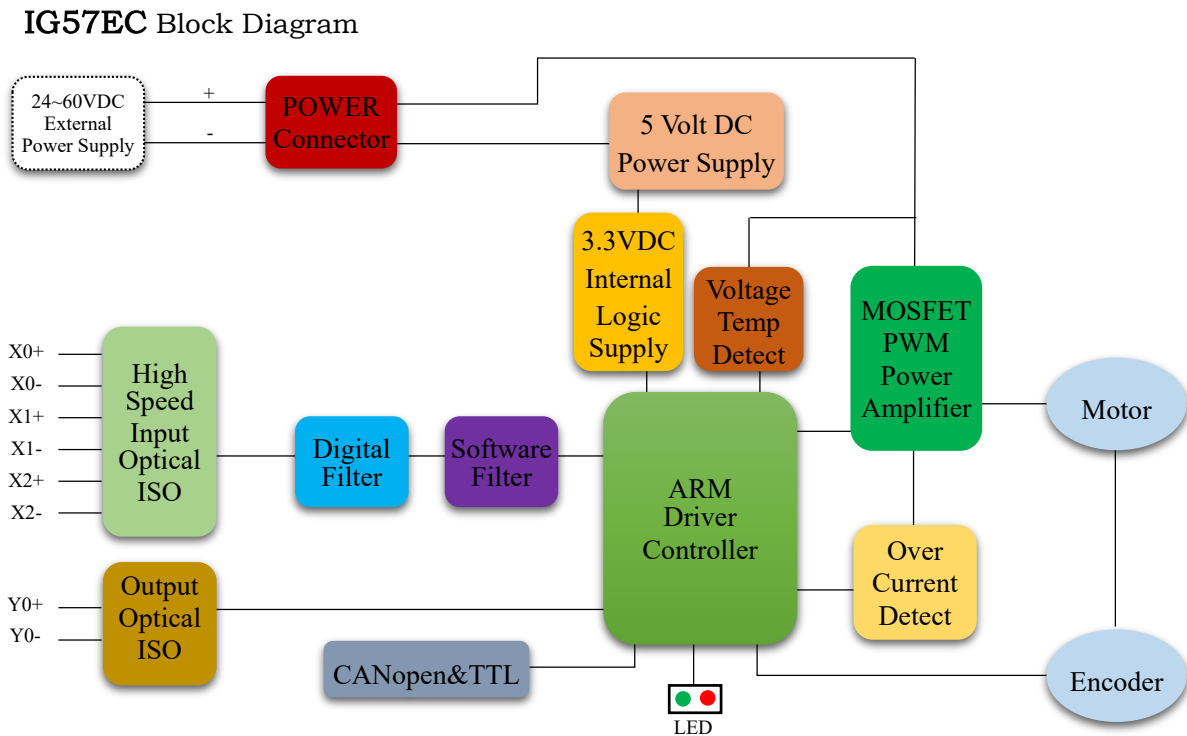 IG57EC Block Diagram
24~60VDC
External
Power Supply
+
-
POWER
Connector
5 Volt DC
Power Supply
3.3VDC
Internal
Logic
Supply
Voltage
Temp
Detect
MOSFET
PWM
Power
Amplifier
Motor
X0+
X0-
X1+
X1-
X2+
X2-
High
Speed
Input
Optical
ISO
Digital
Filter
Software
Filter
ARM
Driver
Controller
Over
Current
Detect
Y0+
Y0-
Output
Optical
ISO
CANopen&TTL
LED
Encoder